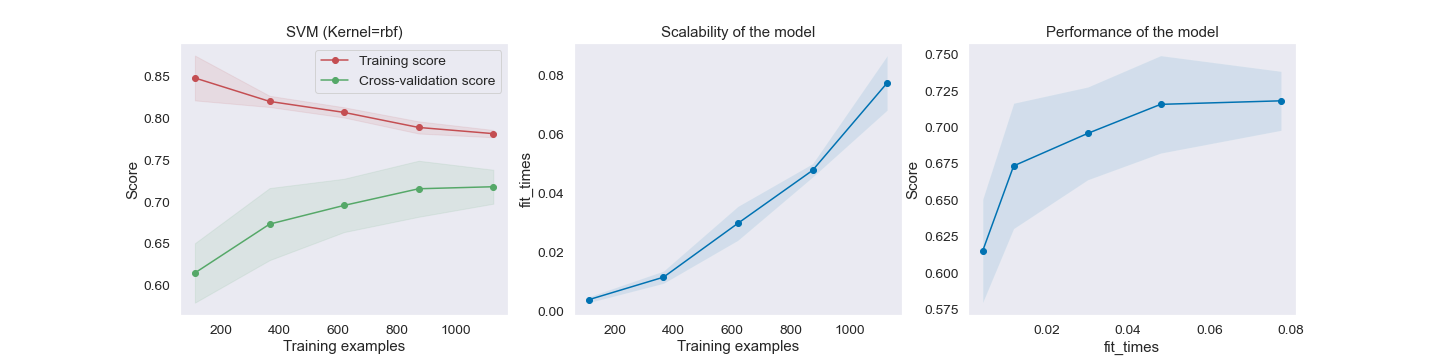 SVM (Kernel=rbf)
Training score
Cross-validation score
0.85
0.80
0.75
0.70
0.65
0.60
Score
200 400 600 800 1000
Training examples
Scalability of the model
0.08
0.06
0.04
0.02
0.00
fit_times
200 400 600 800 1000
Training examples
Performance of the model
0.750
0.725
0.700
0.675
0.650
0.625
0.600
0.575
Score
0.02 0.04 0.06 0.08
fit_times